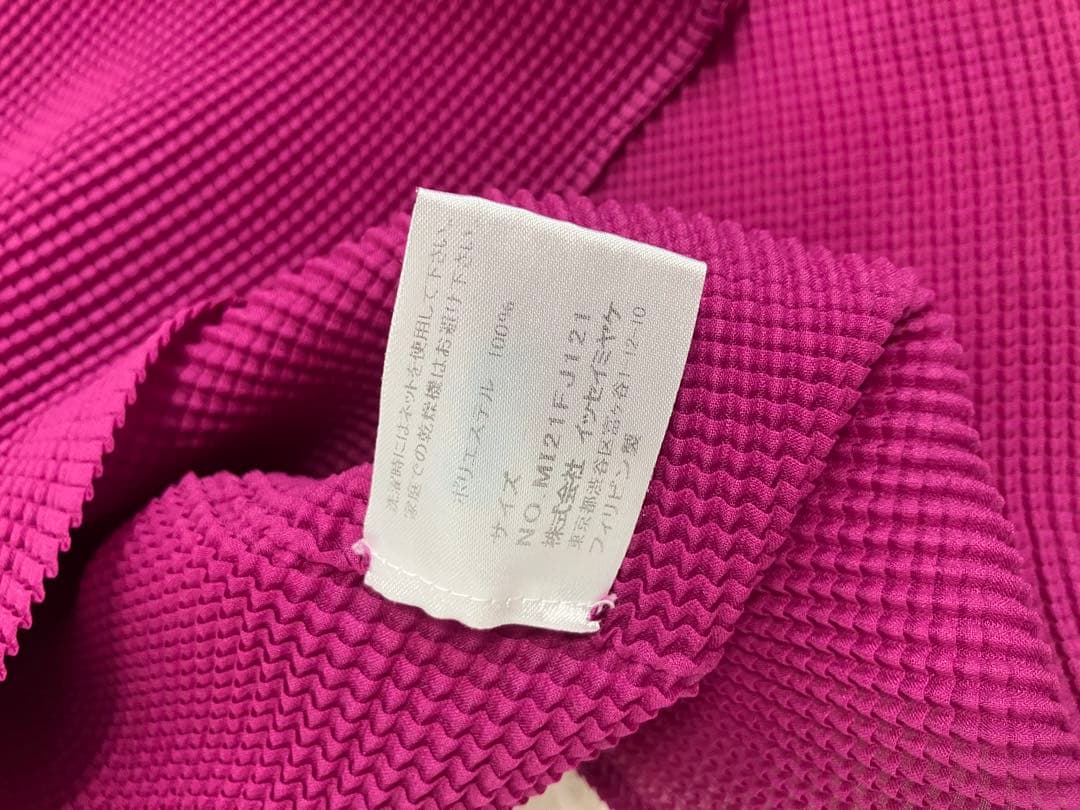 洗濯時にはネットを使用して下さい。
家庭での乾燥機はお避け下さい
ポリエステル 100%
サイズ
NO MI21FJ121
株式会社 イッセイミヤケ
東京都渋谷区富ケ谷1-12-10
フィリピン製